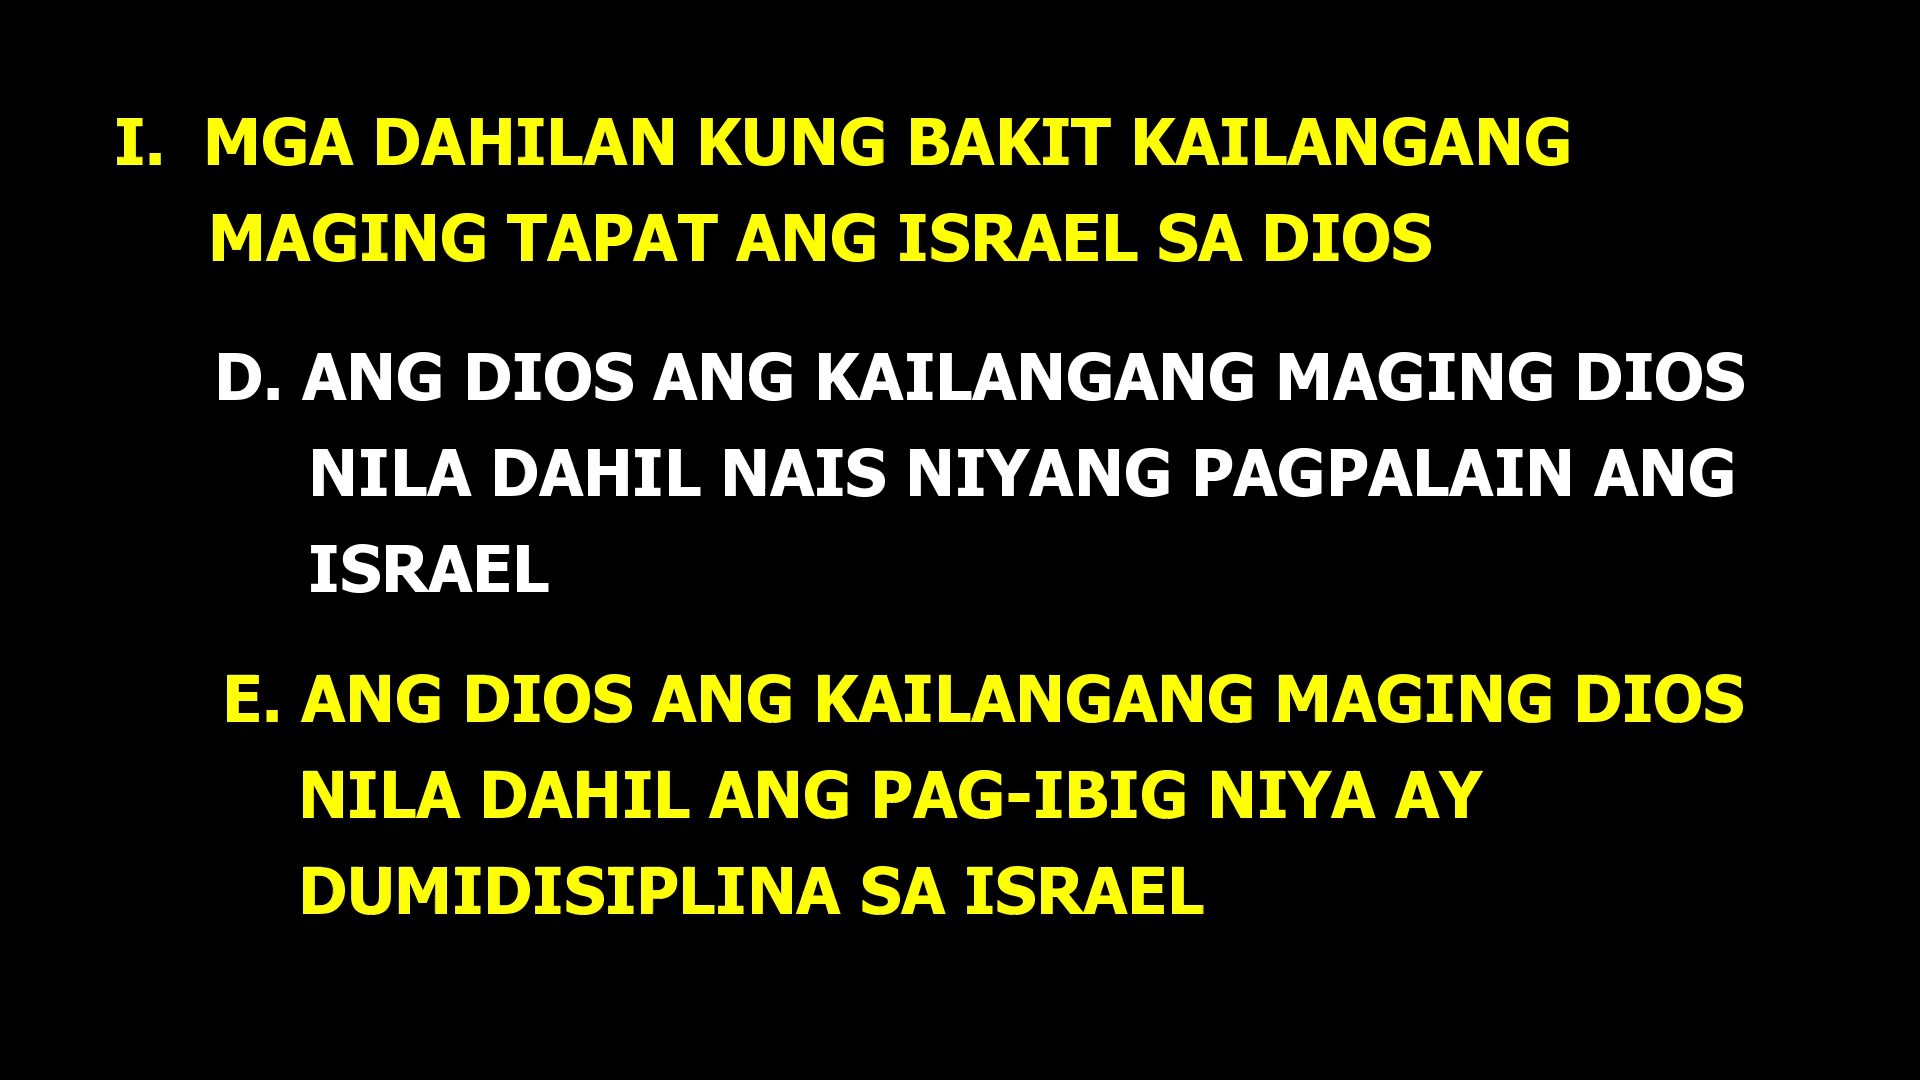 I. MGA DAHILAN KUNG BAKIT KAILANGANG
MAGING TAPAT ANG ISRAEL SA DIOS
D. ANG DIOS ANG KAILANGANG MAGING DIOS
NILA DAHIL NAIS NIYANG PAGPALAIN ANG
ISRAEL
E. ANG DIOS ANG KAILANGANG MAGING DIOS
NILA DAHIL ANG PAG-IBIG NIYA AY
DUMIDISIPLINA SA ISRAEL